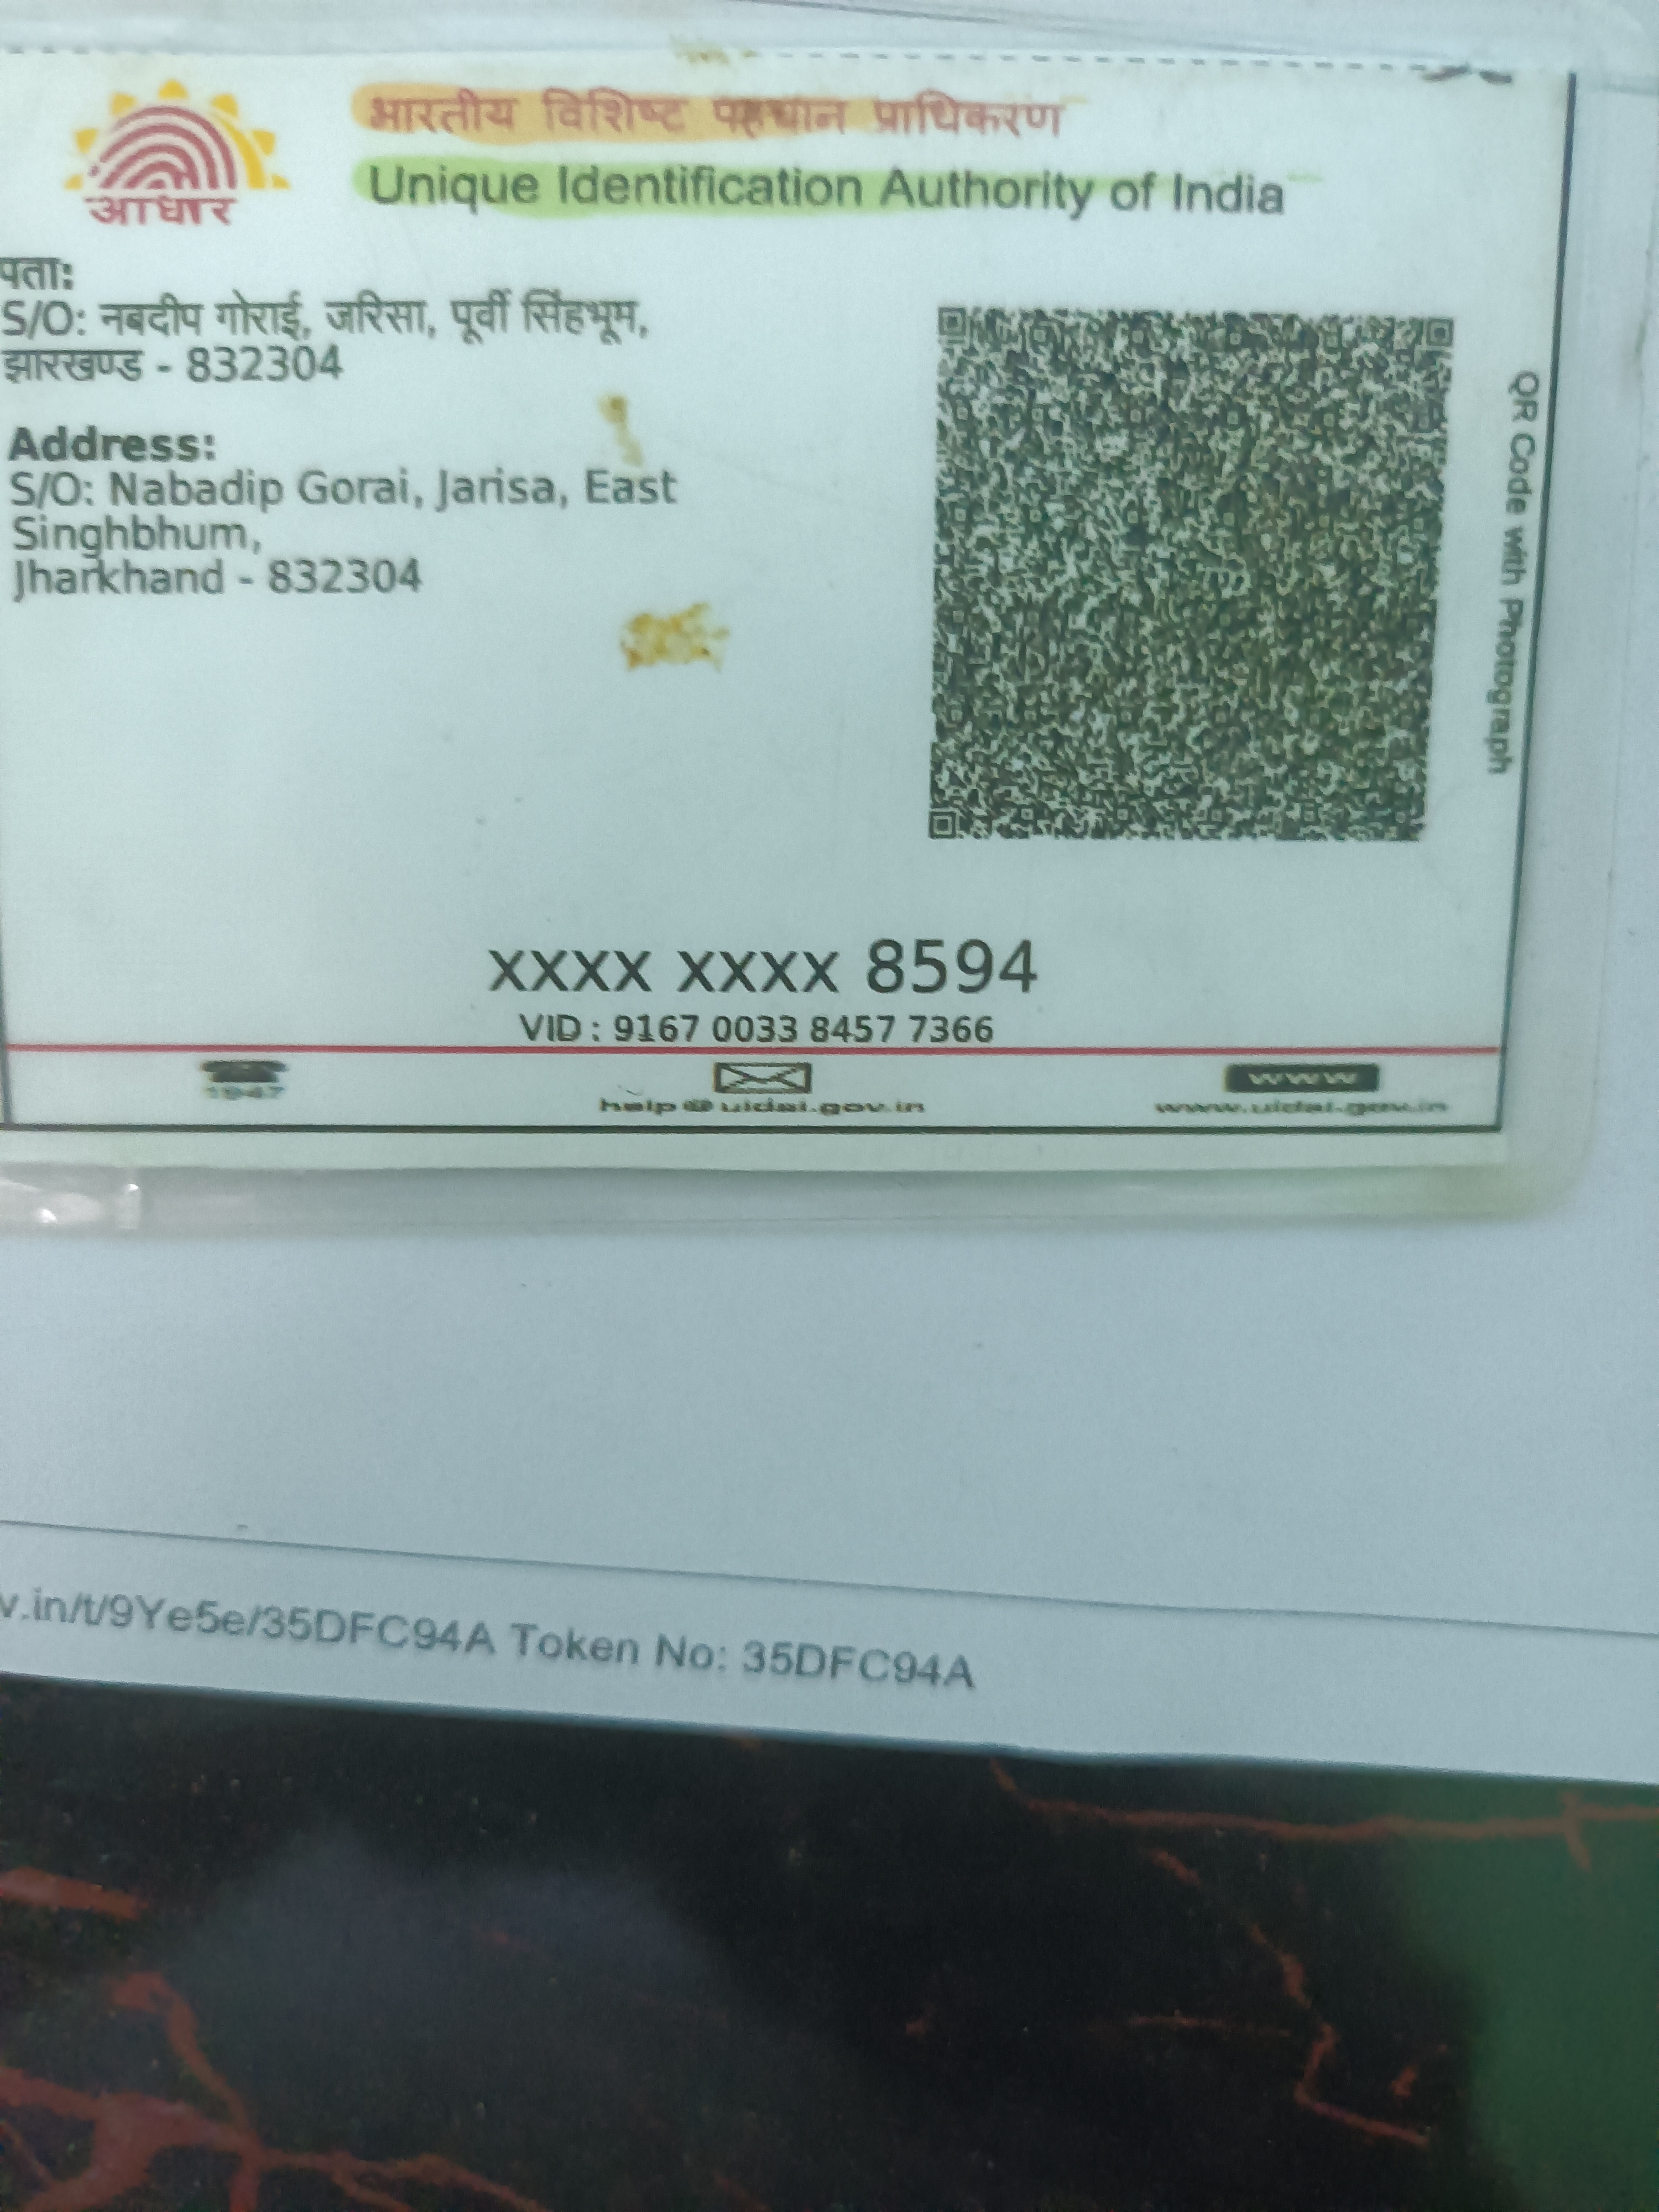 भारतीय विशिष्ट पहचान प्राधिकरण
Unique Identification Authority of India
आधार
पता:
S/O: नबदीप गोराई, जरिसा, पूर्वी सिंहभूम,
झारखण्ड - 832304
Address:
S/O: Nabadip Gorai, Jarisa, East
Singhbhum,
Jharkhand - 832304
QR Code with Photograph
XXXX XXXX 8594
VID : 9167 0033 8457 7366
1947
help@uidai.gov.in
www
www.uidai.gov.in
v.in/t/9Ye5e/35DFC94A Token No: 35DFC94A